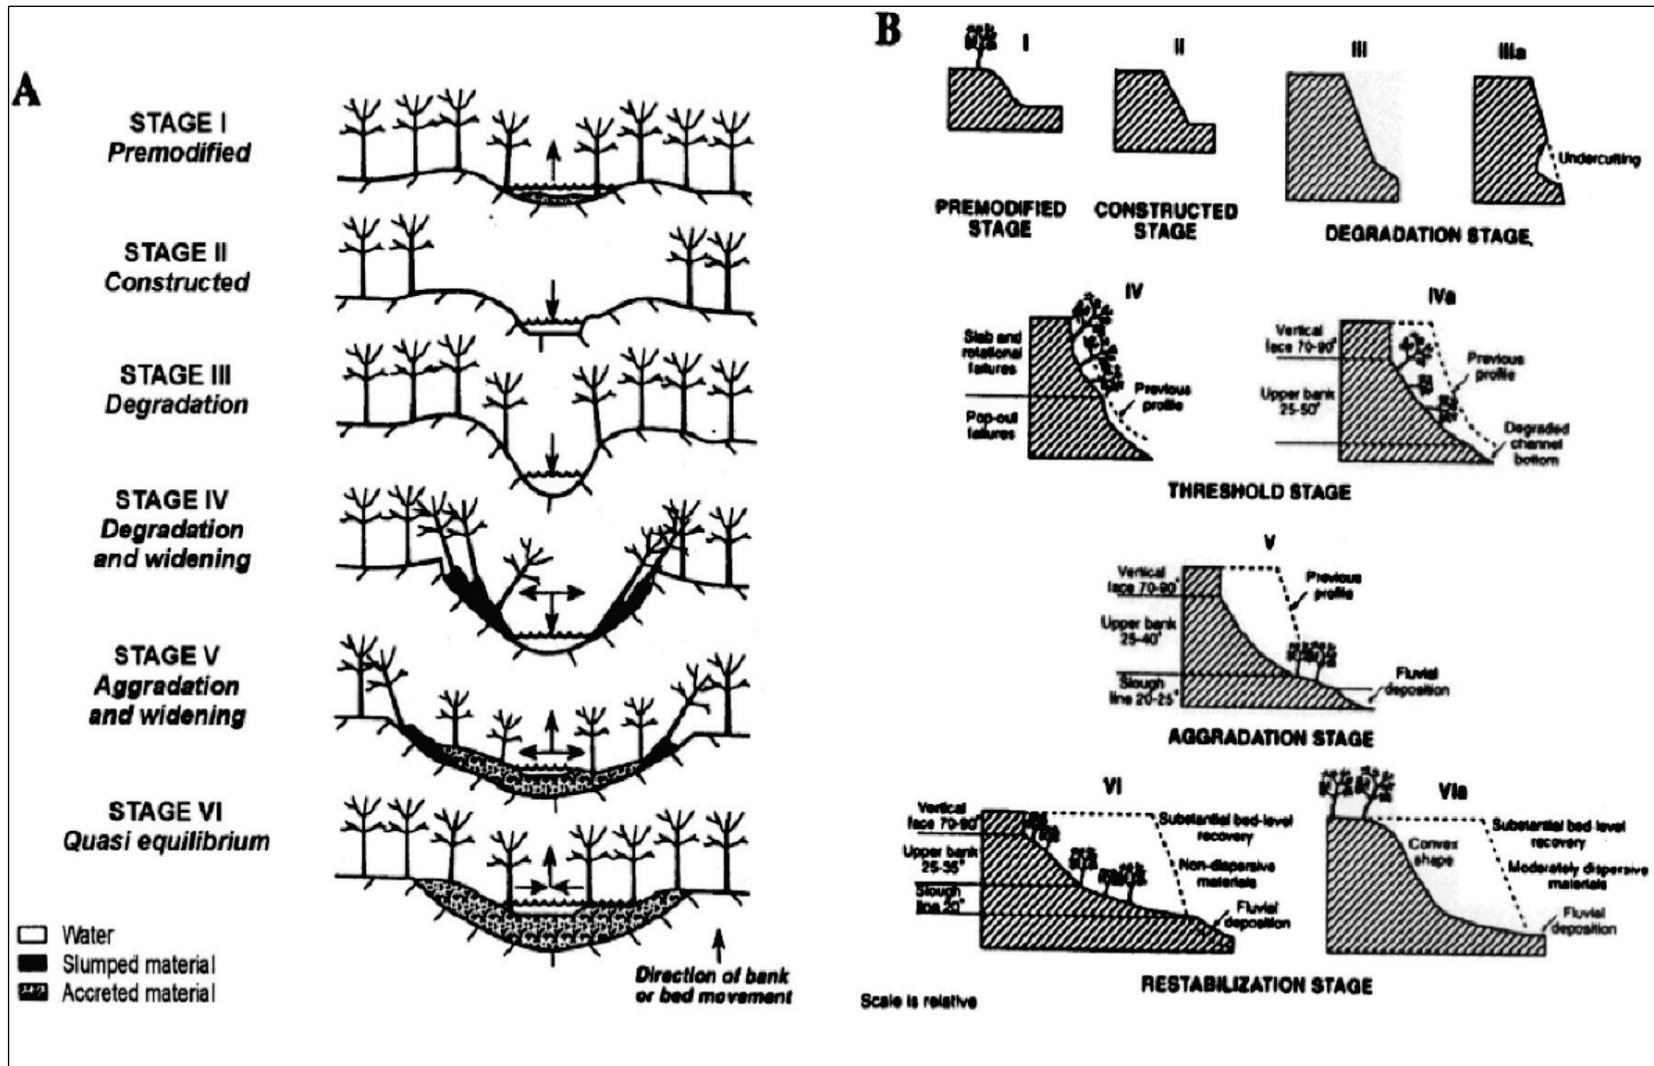 A
STAGE I
Premodified
STAGE II
Constructed
STAGE III
Degradation
STAGE IV
Degradation
and widening
STAGE V
Aggradation
and widening
STAGE VI
Quasi equilibrium
Water
Slumped material
Accreted material
Direction of bank
or bed movement
B
I
II
III
IIIa
Undercutting
PREMODIFIED
STAGE
CONSTRUCTED
STAGE
DEGRADATION STAGE
IV
Slab and
rotational
failures
Pop-out
failures
Previous
profile
IVa
Vertical
face 70-90°
Upper bank
25-50°
Previous
profile
Degraded
channel
bottom
THRESHOLD STAGE
V
Vertical
face 70-90°
Upper bank
25-40°
Slough
line 20-25°
Previous
profile
Fluvial
deposition
AGGRADATION STAGE
VI
Vertical
face 70-90°
Upper bank
25-35°
Slough
line 20°
Substantial bed-level
recovery
Non-dispersive
materials
Fluvial
deposition
VIa
Convex
shape
Substantial bed-level
recovery
Moderately dispersive
materials
Fluvial
deposition
RESTABILIZATION STAGE
Scale is relative